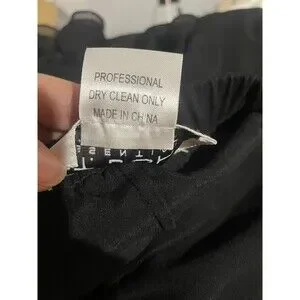 PROFESSIONAL
DRY CLEAN ONLY
MADE IN CHINA